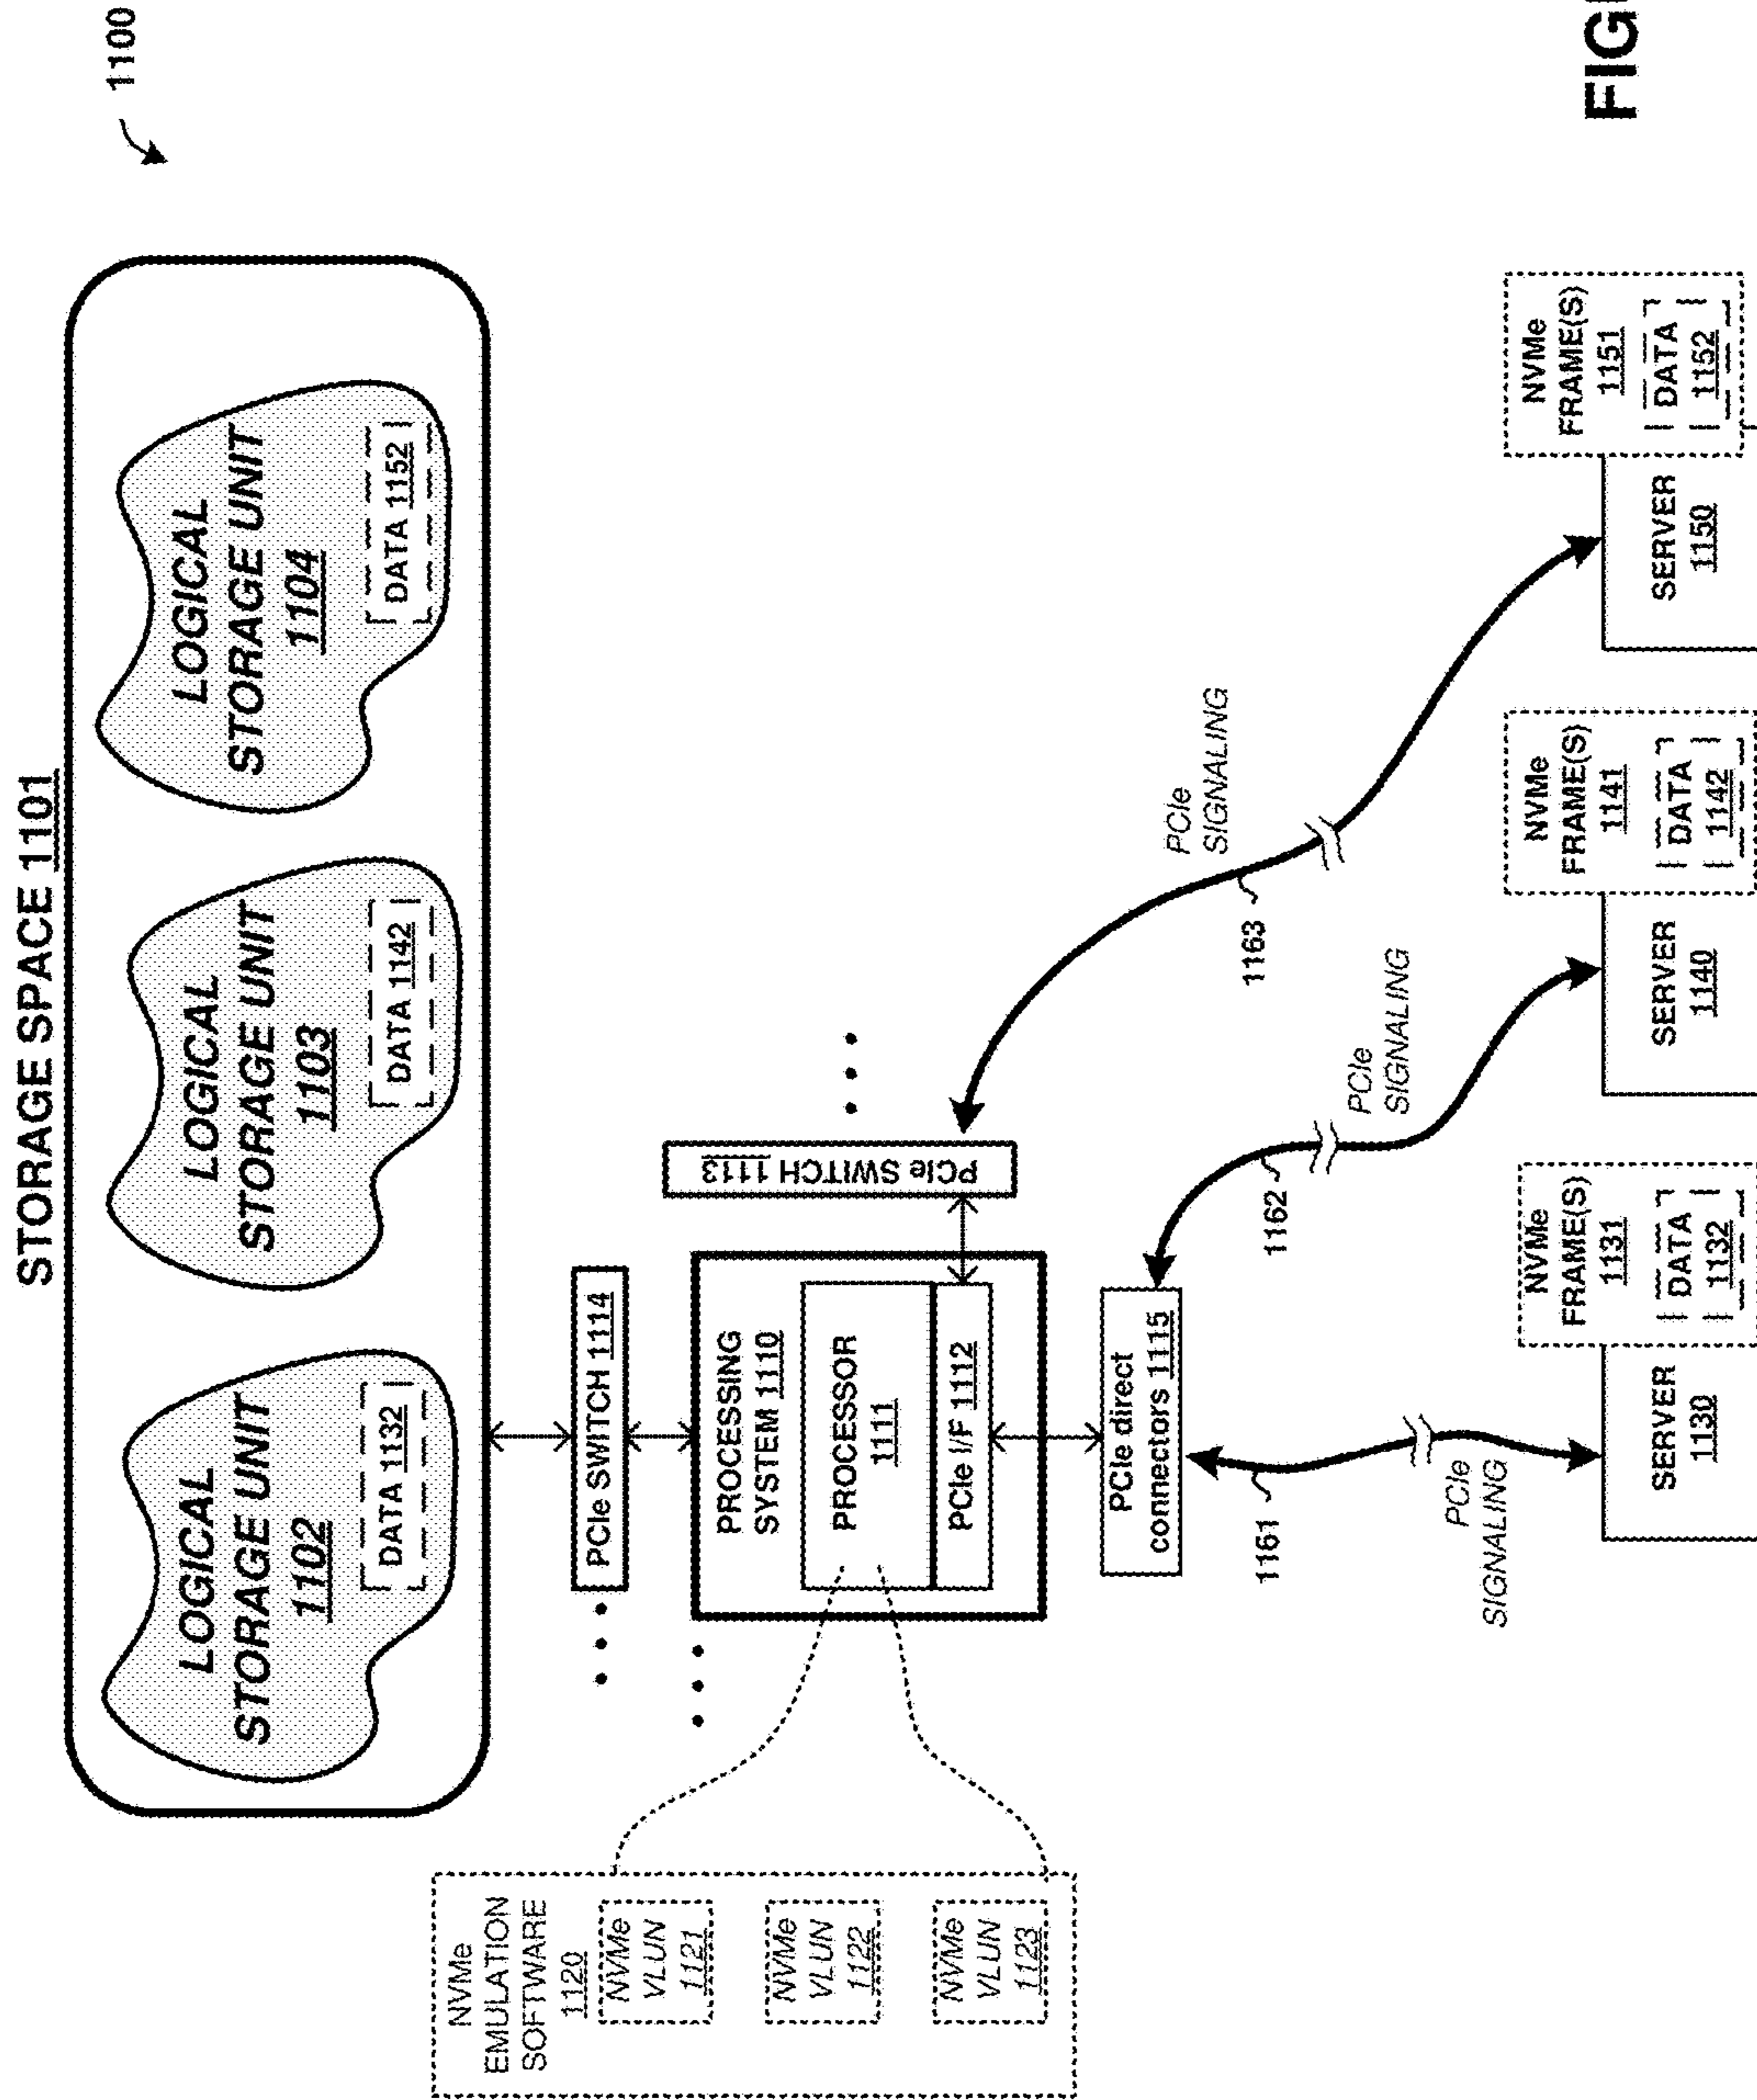 STORAGE SPACE 1101
1100
LOGICAL
STORAGE UNIT
1102
DATA 1132
LOGICAL
STORAGE UNIT
1103
DATA 1142
LOGICAL
STORAGE UNIT
1104
DATA 1152
PCIe SWITCH 1114
PROCESSING
SYSTEM 1110
PROCESSOR
1111
PCIe I/F 1112
PCIe SWITCH 1113
NVMe
EMULATION
SOFTWARE
1120
NVMe
VLUN
1121
NVMe
VLUN
1122
NVMe
VLUN
1123
PCIe direct
connectors 1115
1161
PCIe
SIGNALING
1162
PCIe
SIGNALING
1163
PCIe
SIGNALING
SERVER
1130
NVMe
FRAME(S)
1131
DATA
1132
SERVER
1140
NVMe
FRAME(S)
1141
DATA
1142
SERVER
1150
NVMe
FRAME(S)
1151
DATA
1152
FIG